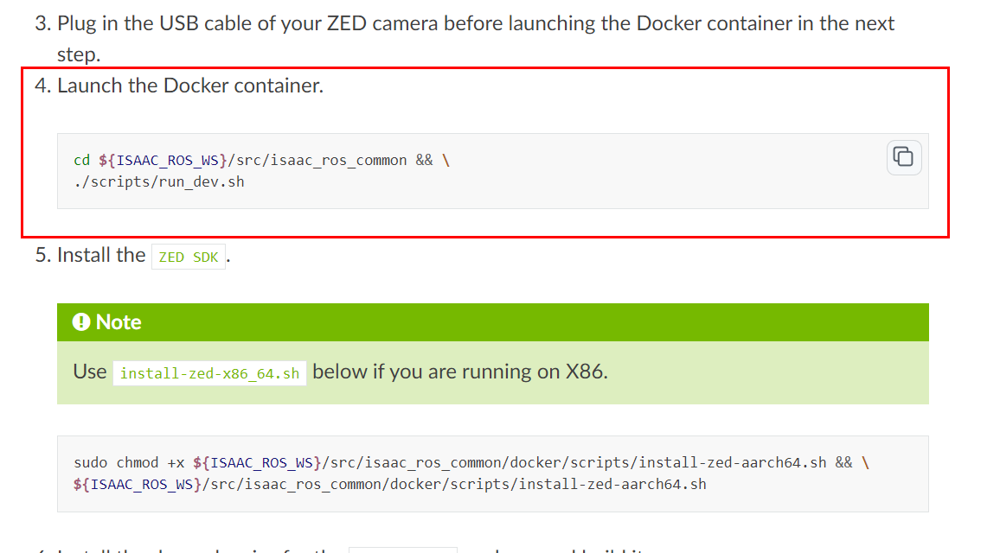 3. Plug in the USB cable of your ZED camera before launching the Docker container in the next
step.
4. Launch the Docker container.
cd ${ISAAC_ROS_WS}/src/isaac_ros_common && \
./scripts/run_dev.sh
5. Install the ZED SDK.
Note
Use install-zed-x86_64.sh below if you are running on X86.
sudo chmod +x ${ISAAC_ROS_WS}/src/isaac_ros_common/docker/scripts/install-zed-aarch64.sh && \
${ISAAC_ROS_WS}/src/isaac_ros_common/docker/scripts/install-zed-aarch64.sh